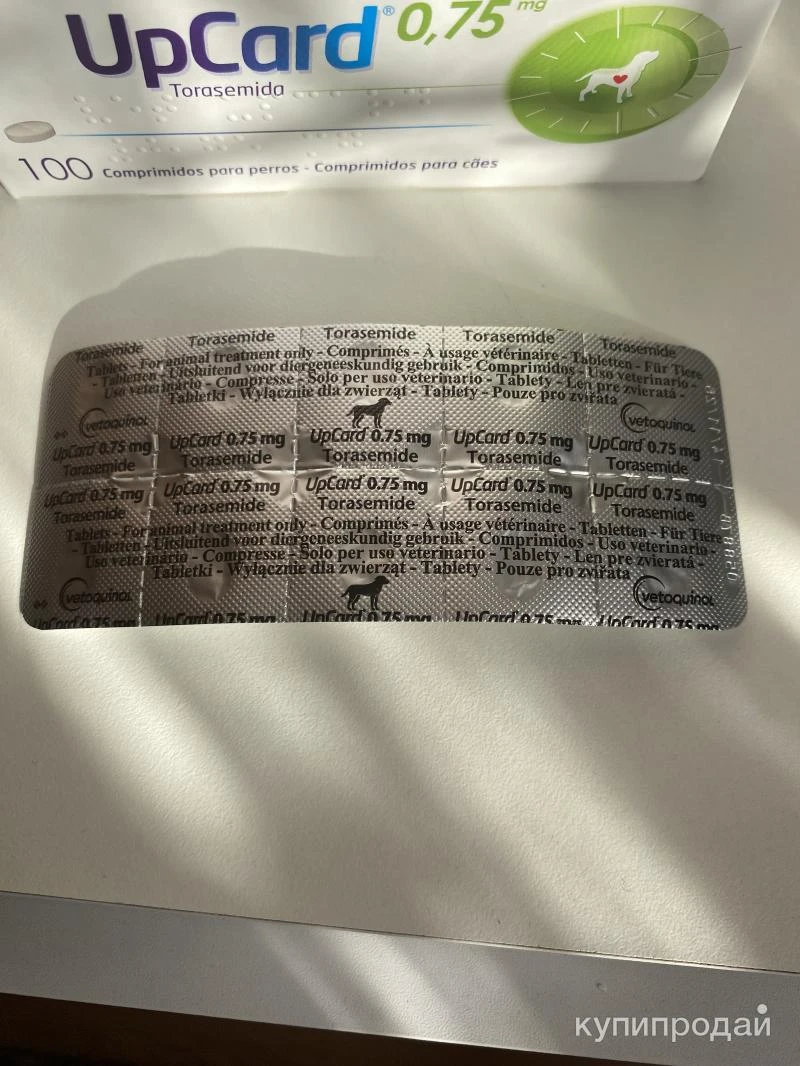 UpCard® 0,75 mg
Torasemida
100 Comprimidos para perros - Comprimidos para cães
Torasemide Torasemide Torasemide Torasemide Torasemide
Tablets - For animal treatment only - Comprimés - À usage vétérinaire - Tabletten - Für Tiere
- Tabletten - Uitsluitend voor diergeneeskundig gebruik - Comprimidos - Uso veterinario -
Uso veterinário - Compresse - Solo per uso veterinario - Tablety - Len pre zvieratá -
Tabletki - Wyłącznie dla zwierząt - Tablety - Pouze pro zvířata
vetoquinol vetoquinol
UpCard 0.75 mg UpCard 0.75 mg UpCard 0.75 mg UpCard 0.75 mg UpCard 0.75 mg
Torasemide Torasemide Torasemide Torasemide Torasemide
UpCard 0.75 mg UpCard 0.75 mg UpCard 0.75 mg UpCard 0.75 mg UpCard 0.75 mg
Torasemide Torasemide Torasemide Torasemide Torasemide
Tablets - For animal treatment only - Comprimés - À usage vétérinaire - Tabletten - Für Tiere
- Tabletten - Uitsluitend voor diergeneeskundig gebruik - Comprimidos - Uso veterinario -
Uso veterinário - Compresse - Solo per uso veterinario - Tablety - Len pre zvieratá -
Tabletki - Wyłącznie dla zwierząt - Tablety - Pouze pro zvířata
vetoquinol vetoquinol
UpCard 0.75 mg UpCard 0.75 mg UpCard 0.75 mg UpCard 0.75 mg UpCard 0.75 mg
купипродай